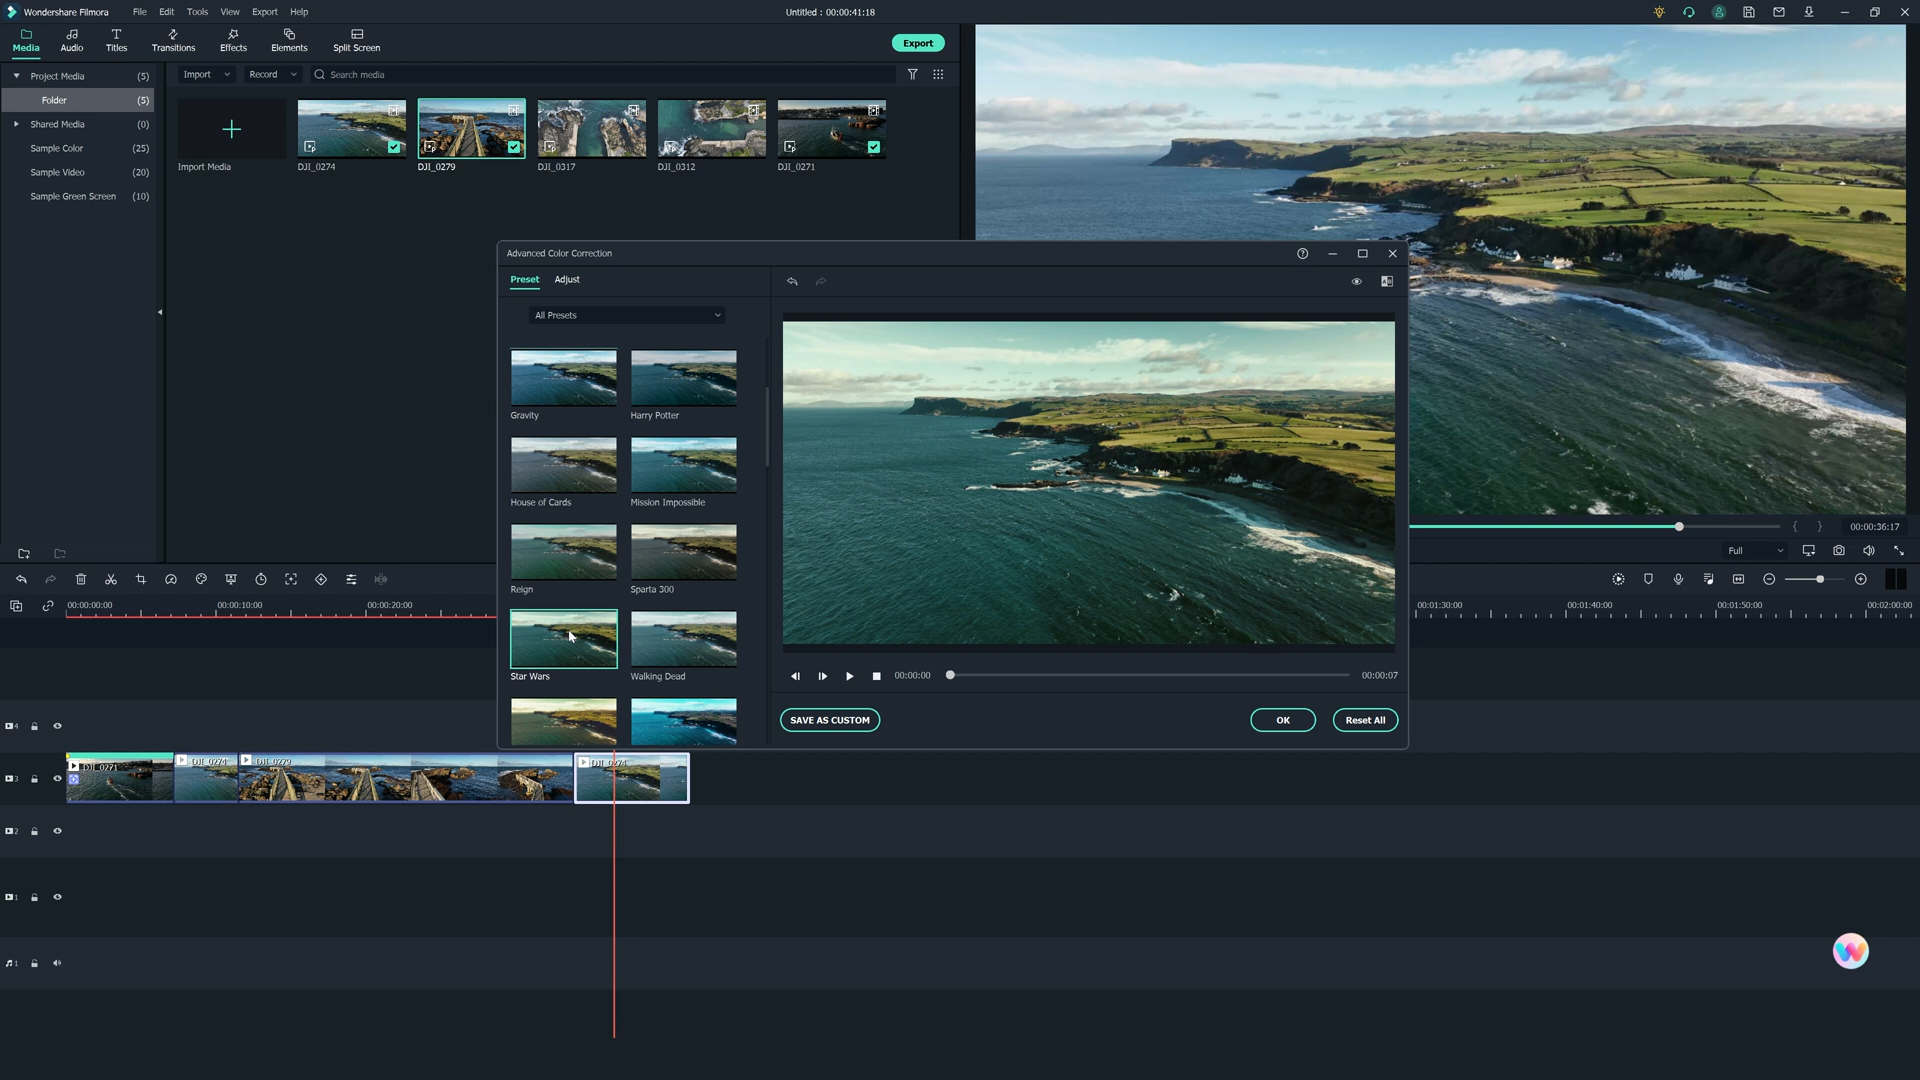 Wondershare Filmora File Edit Tools View Export Help Untitled : 00:00:41:18
Media Audio Titles Transitions Effects Elements Split Screen Export
Project Media (5) Import Record Search media
Folder (5)
Shared Media (0)
Sample Color (25)
Sample Video (20)
Sample Green Screen (10)
Import Media DJI_0274 DJI_0279 DJI_0317 DJI_0312 DJI_0271
Advanced Color Correction
Preset Adjust
All Presets
Gravity Harry Potter
House of Cards Mission Impossible
Reign Sparta 300
Star Wars Walking Dead
00:00:00 00:00:07
SAVE AS CUSTOM OK Reset All
00:00:36:17
Full
00:00:00:00 00:00:10:00 00:00:20:00 00:01:30:00 00:01:40:00 00:01:50:00 00:02:00:00
4
3 DJI_0271 DJI_0274 DJI_0279 DJI_0274
2
1
1